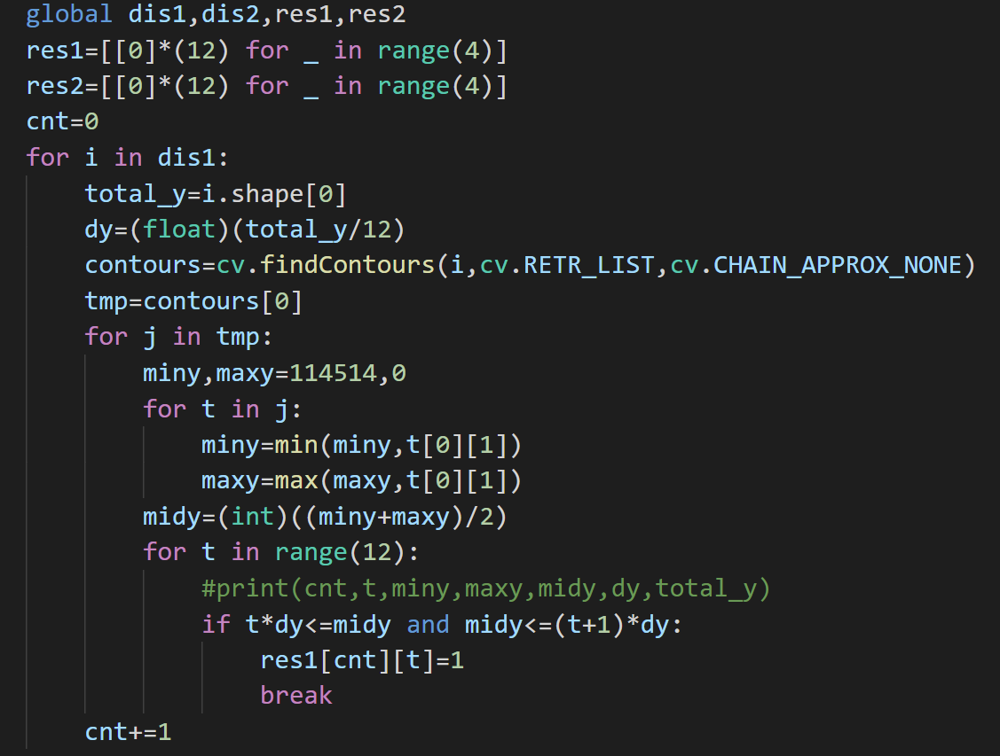 global dis1,dis2,res1,res2
res1=[[0]*(12) for _ in range(4)]
res2=[[0]*(12) for _ in range(4)]
cnt=0
for i in dis1:
    total_y=i.shape[0]
    dy=(float)(total_y/12)
    contours=cv.findContours(i,cv.RETR_LIST,cv.CHAIN_APPROX_NONE)
    tmp=contours[0]
    for j in tmp:
        miny,maxy=114514,0
        for t in j:
            miny=min(miny,t[0][1])
            maxy=max(maxy,t[0][1])
        midy=(int)((miny+maxy)/2)
        for t in range(12):
            #print(cnt,t,miny,maxy,midy,dy,total_y)
            if t*dy<=midy and midy<=(t+1)*dy:
                res1[cnt][t]=1
                break
    cnt+=1